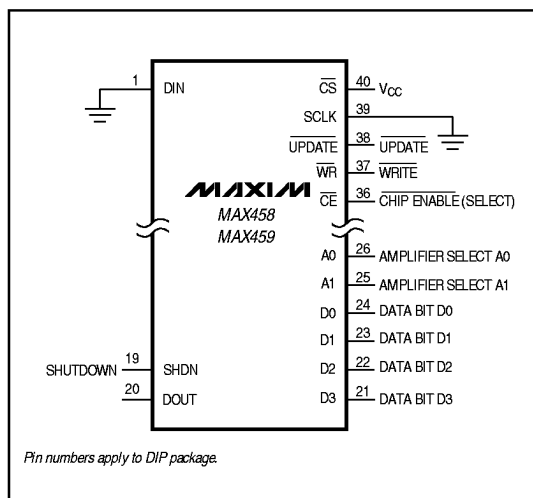 1 DIN CS 40 VCC
SCLK 39
UPDATE 38 UPDATE
WR 37 WRITE
MAXIM CE 36 CHIP ENABLE (SELECT)
MAX458
MAX459
A0 26 AMPLIFIER SELECT A0
A1 25 AMPLIFIER SELECT A1
D0 24 DATA BIT D0
D1 23 DATA BIT D1
SHUTDOWN 19 SHDN D2 22 DATA BIT D2
20 DOUT D3 21 DATA BIT D3
Pin numbers apply to DIP package.